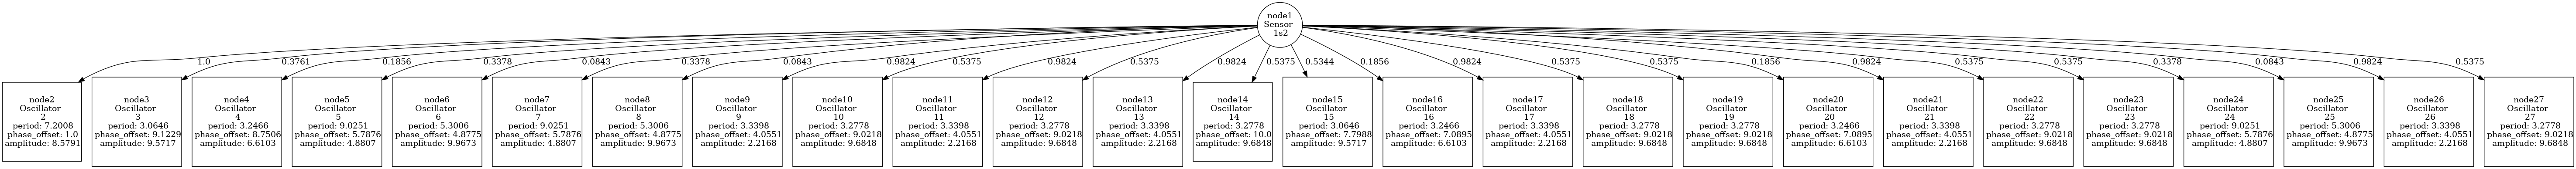 node1
Sensor
1s2
1.0
0.3761
0.1856
0.3378
-0.0843
0.3378
-0.0843
0.9824
-0.5375
0.9824
-0.5375
0.9824
-0.5375
-0.5344
0.1856
0.9824
-0.5375
-0.5375
0.1856
0.9824
-0.5375
-0.5375
0.3378
-0.0843
0.9824
-0.5375
node2
Oscillator
2
period: 7.2008
phase_offset: 1.0
amplitude: 8.5791
node3
Oscillator
3
period: 3.0646
phase_offset: 9.1229
amplitude: 9.5717
node4
Oscillator
4
period: 3.2466
phase_offset: 8.7506
amplitude: 6.6103
node5
Oscillator
5
period: 9.0251
phase_offset: 5.7876
amplitude: 4.8807
node6
Oscillator
6
period: 5.3006
phase_offset: 4.8775
amplitude: 9.9673
node7
Oscillator
7
period: 9.0251
phase_offset: 5.7876
amplitude: 4.8807
node8
Oscillator
8
period: 5.3006
phase_offset: 4.8775
amplitude: 9.9673
node9
Oscillator
9
period: 3.3398
phase_offset: 4.0551
amplitude: 2.2168
node10
Oscillator
10
period: 3.2778
phase_offset: 9.0218
amplitude: 9.6848
node11
Oscillator
11
period: 3.3398
phase_offset: 4.0551
amplitude: 2.2168
node12
Oscillator
12
period: 3.2778
phase_offset: 9.0218
amplitude: 9.6848
node13
Oscillator
13
period: 3.3398
phase_offset: 4.0551
amplitude: 2.2168
node14
Oscillator
14
period: 3.2778
phase_offset: 10.0
amplitude: 9.6848
node15
Oscillator
15
period: 3.0646
phase_offset: 7.7988
amplitude: 9.5717
node16
Oscillator
16
period: 3.2466
phase_offset: 7.0895
amplitude: 6.6103
node17
Oscillator
17
period: 3.3398
phase_offset: 4.0551
amplitude: 2.2168
node18
Oscillator
18
period: 3.2778
phase_offset: 9.0218
amplitude: 9.6848
node19
Oscillator
19
period: 3.2778
phase_offset: 9.0218
amplitude: 9.6848
node20
Oscillator
20
period: 3.2466
phase_offset: 7.0895
amplitude: 6.6103
node21
Oscillator
21
period: 3.3398
phase_offset: 4.0551
amplitude: 2.2168
node22
Oscillator
22
period: 3.2778
phase_offset: 9.0218
amplitude: 9.6848
node23
Oscillator
23
period: 3.2778
phase_offset: 9.0218
amplitude: 9.6848
node24
Oscillator
24
period: 9.0251
phase_offset: 5.7876
amplitude: 4.8807
node25
Oscillator
25
period: 5.3006
phase_offset: 4.8775
amplitude: 9.9673
node26
Oscillator
26
period: 3.3398
phase_offset: 4.0551
amplitude: 2.2168
node27
Oscillator
27
period: 3.2778
phase_offset: 9.0218
amplitude: 9.6848